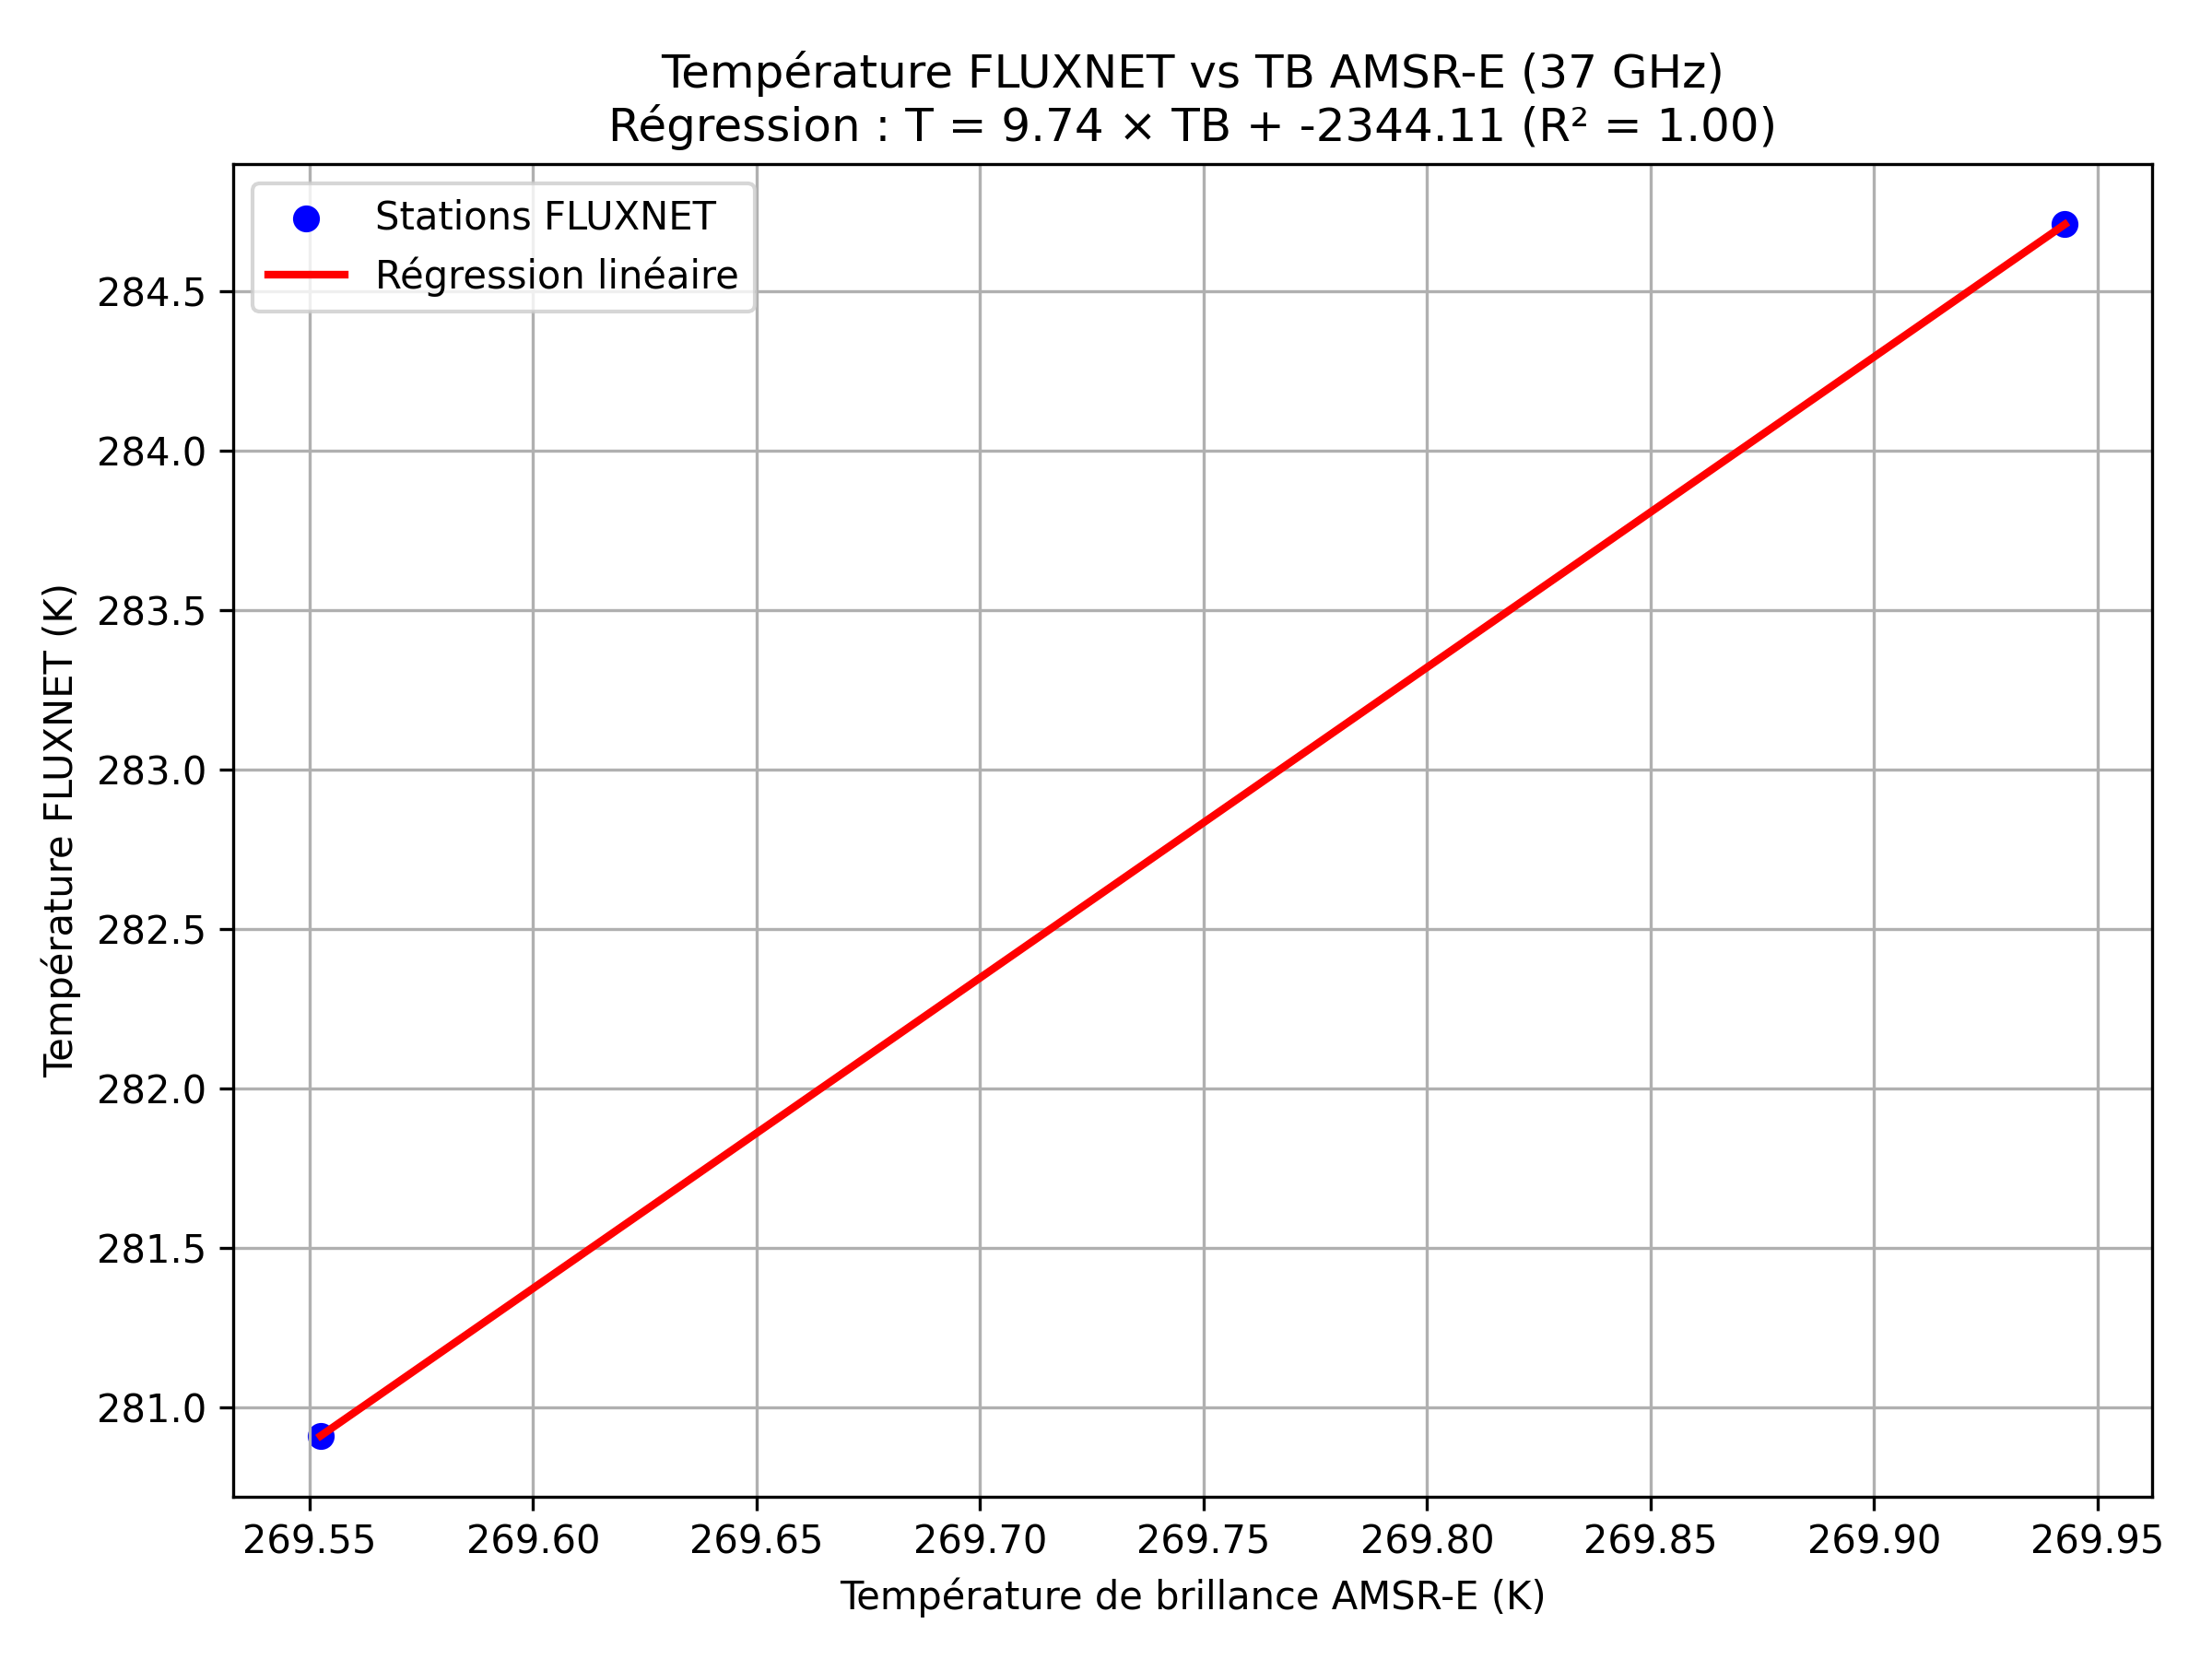 Température FLUXNET vs TB AMSR-E (37 GHz)
Régression : T = 9.74 × TB + -2344.11 (R² = 1.00)
Stations FLUXNET
Régression linéaire
Température FLUXNET (K)
284.5
284.0
283.5
283.0
282.5
282.0
281.5
281.0
269.55 269.60 269.65 269.70 269.75 269.80 269.85 269.90 269.95
Température de brillance AMSR-E (K)